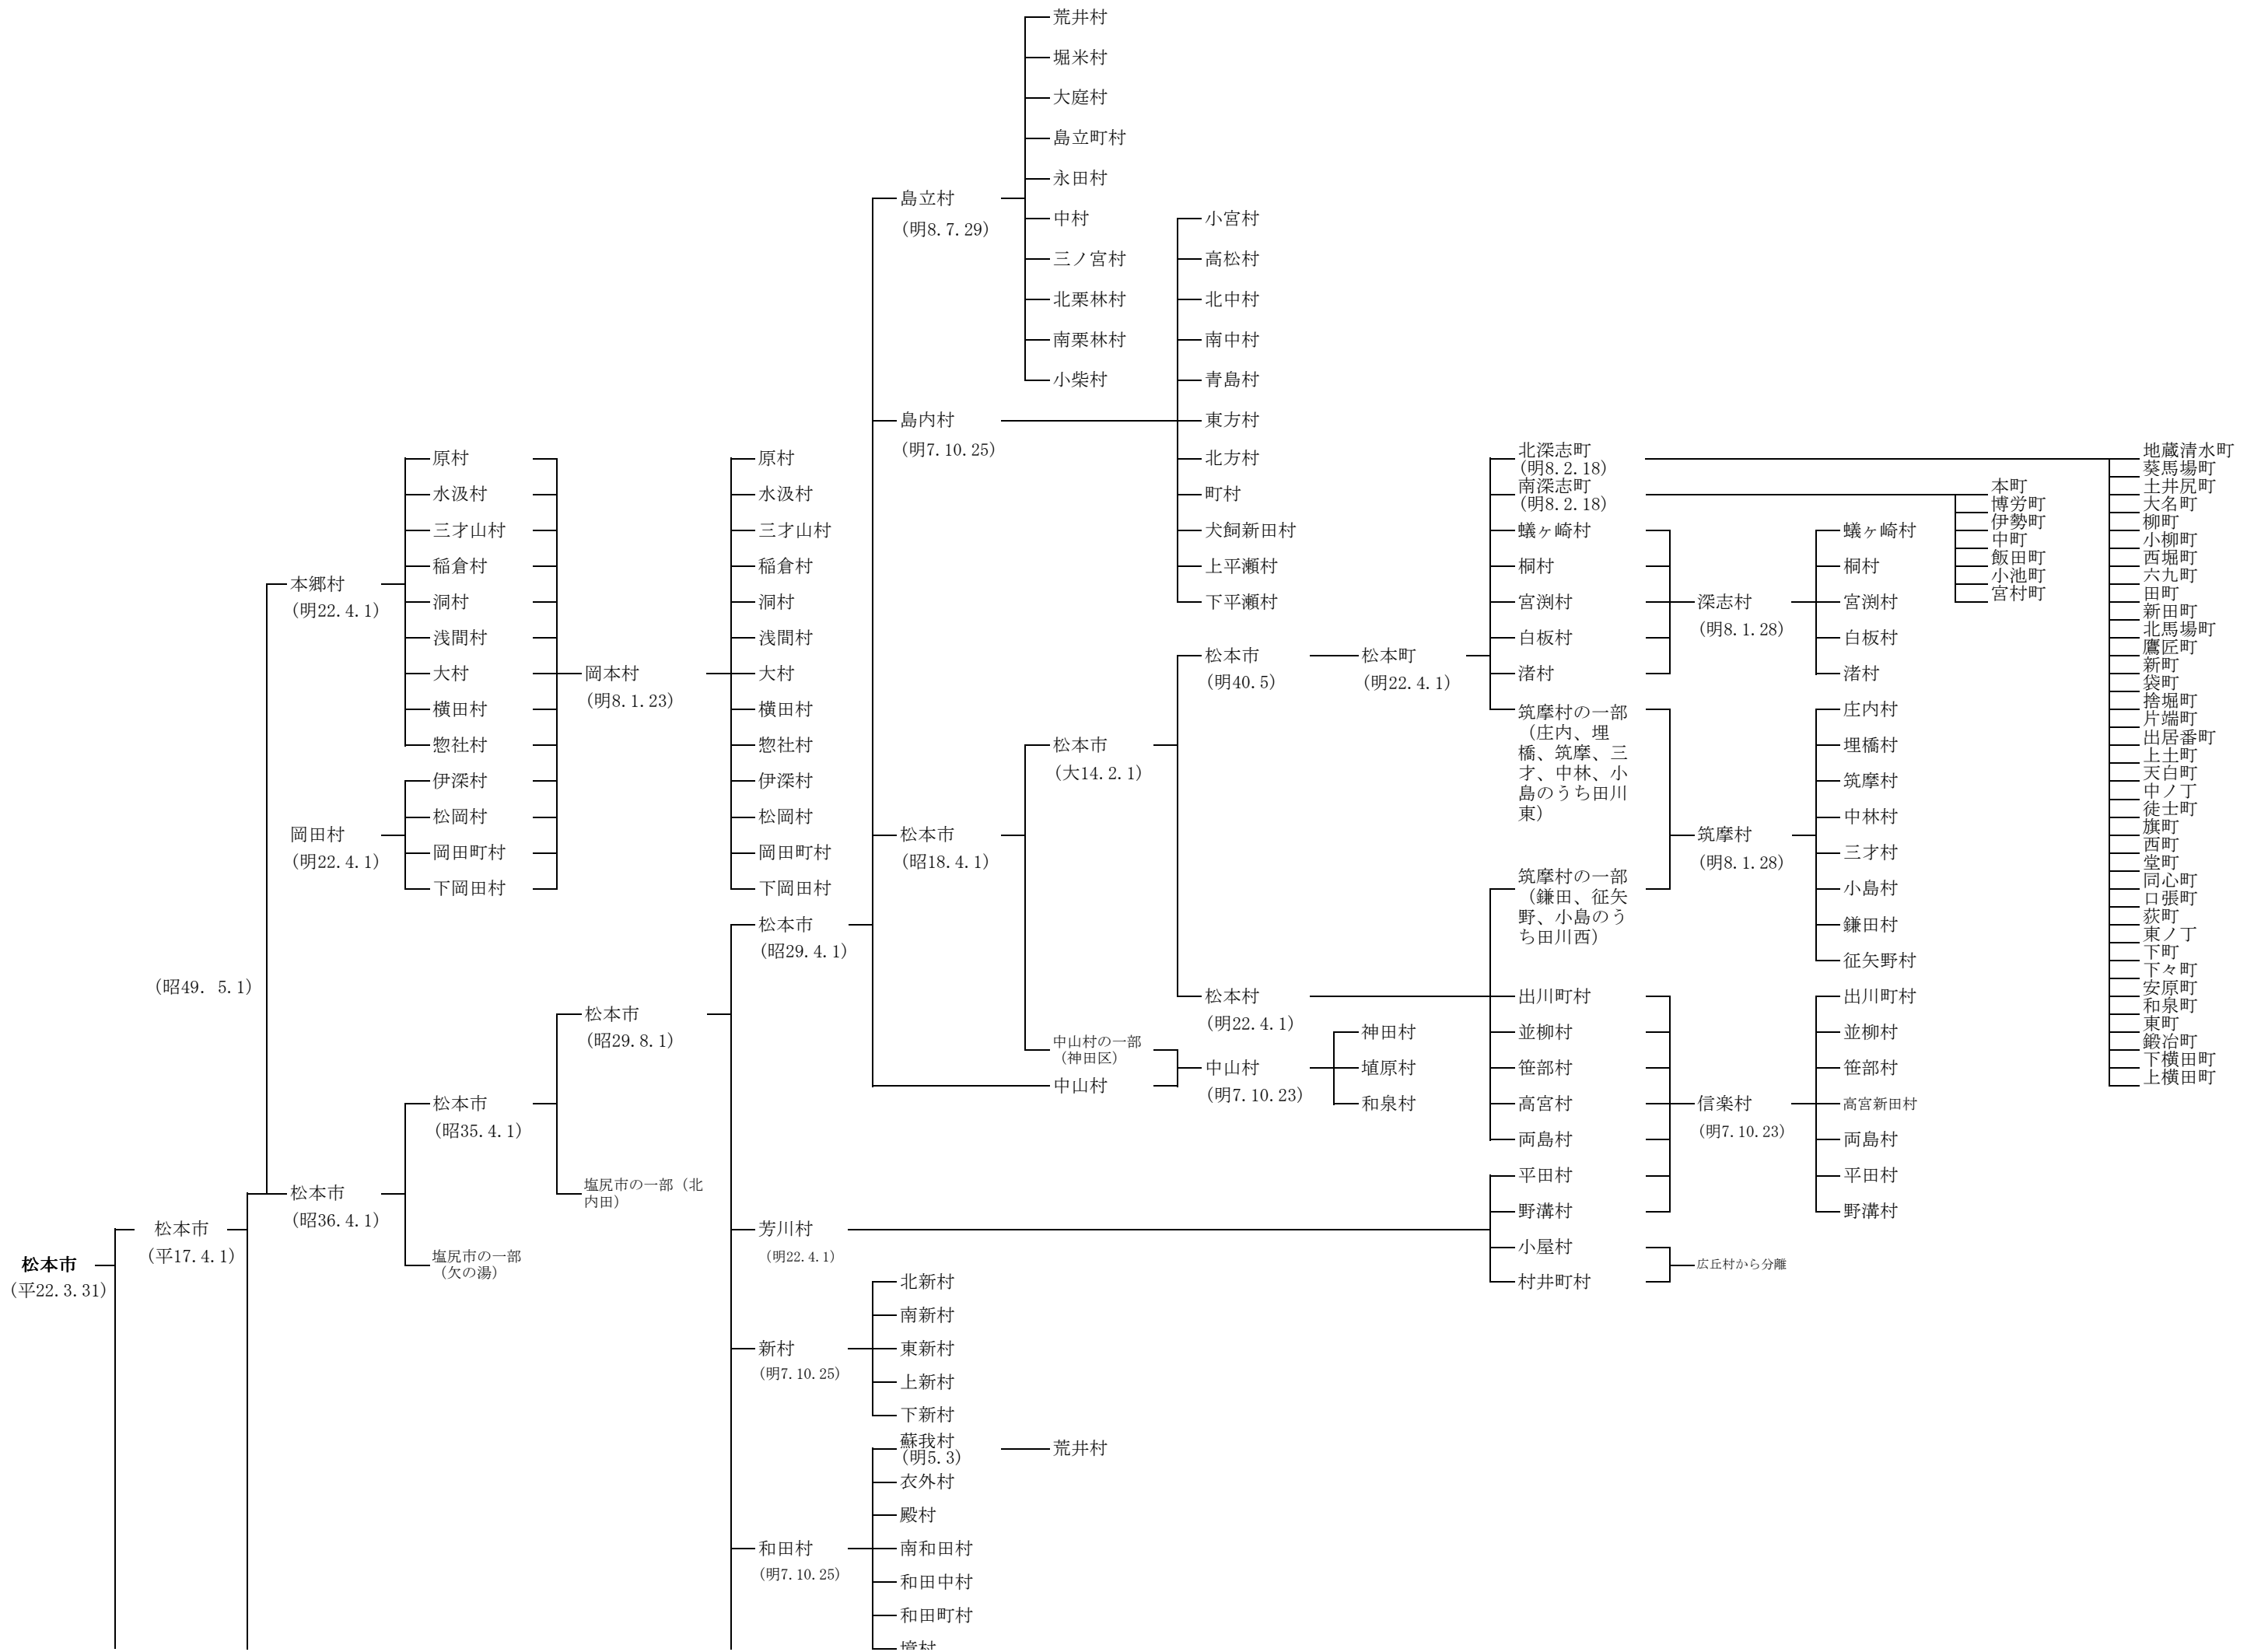 松本市
(平22.3.31)
松本市
(平17.4.1)
(昭49. 5.1)
本郷村
(明22.4.1)
岡田村
(明22.4.1)
松本市
(昭36.4.1)
原村
水汲村
三才山村
稲倉村
洞村
浅間村
大村
横田村
惣社村
伊深村
松岡村
岡田町村
下岡田村
松本市
(昭35.4.1)
塩尻市の一部
(欠の湯)
岡本村
(明8.1.23)
松本市
(昭29.8.1)
塩尻市の一部(北
内田)
原村
水汲村
三才山村
稲倉村
洞村
浅間村
大村
横田村
惣社村
伊深村
松岡村
岡田町村
下岡田村
松本市
(昭29.4.1)
芳川村
(明22.4.1)
新村
(明7.10.25)
和田村
(明7.10.25)
島立村
(明8.7.29)
島内村
(明7.10.25)
松本市
(昭18.4.1)
北新村
南新村
東新村
上新村
下新村
蘇我村
(明5.3)
衣外村
殿村
南和田村
和田中村
和田町村
荒井村
堀米村
大庭村
島立町村
永田村
中村
三ノ宮村
北栗林村
南栗林村
小柴村
松本市
(大14.2.1)
中山村の一部
(神田区)
中山村
荒井村
小宮村
高松村
北中村
南中村
青島村
東方村
北方村
町村
犬飼新田村
上平瀬村
下平瀬村
松本市
(明40.5)
松本村
(明22.4.1)
中山村
(明7.10.23)
松本町
(明22.4.1)
神田村
埴原村
和泉村
北深志町
(明8.2.18)
南深志町
(明8.2.18)
蟻ヶ崎村
桐村
宮渕村
白板村
渚村
筑摩村の一部
(庄内、埋
橋、筑摩、三
才、中林、小
島のうち田川
東)
筑摩村の一部
(鎌田、征矢
野、小島のう
ち田川西)
出川町村
並柳村
笹部村
高宮村
両島村
平田村
野溝村
小屋村
村井町村
深志村
(明8.1.28)
筑摩村
(明8.1.28)
信楽村
(明7.10.23)
広丘村から分離
蟻ヶ崎村
桐村
宮渕村
白板村
渚村
庄内村
埋橋村
筑摩村
中林村
三才村
小島村
鎌田村
征矢野村
出川町村
並柳村
笹部村
高宮新田村
両島村
平田村
野溝村
本町
博労町
伊勢町
中町
飯田町
小池町
宮村町
地蔵清水町
葵馬場町
土井尻町
大名町
柳町
小柳町
西堀町
六九町
田町
新田町
北馬場町
鷹匠町
新町
袋町
捨堀町
片端町
出居番町
上土町
天白町
中ノ丁
徒士町
旗町
西町
堂町
同心町
口張町
荻町
東ノ丁
下町
下々町
安原町
和泉町
東町
鍛冶町
下横田町
上横田町